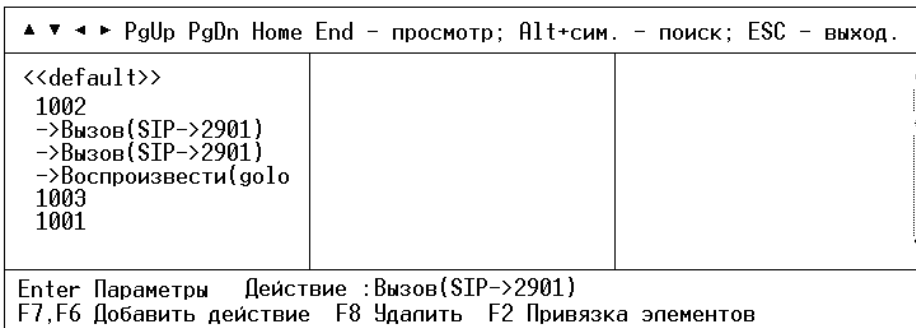 ▲ ▼ ◄ ► PgUp PgDn Home End - просмотр; Alt+сим. - поиск; ESC - выход.
<<default>>
1002
->Вызов(SIP->2901)
->Вызов(SIP->2901)
->Воспроизвести(golo
1003
1001
Enter Параметры Действие :Вызов(SIP->2901)
F7,F6 Добавить действие F8 Удалить F2 Привязка элементов